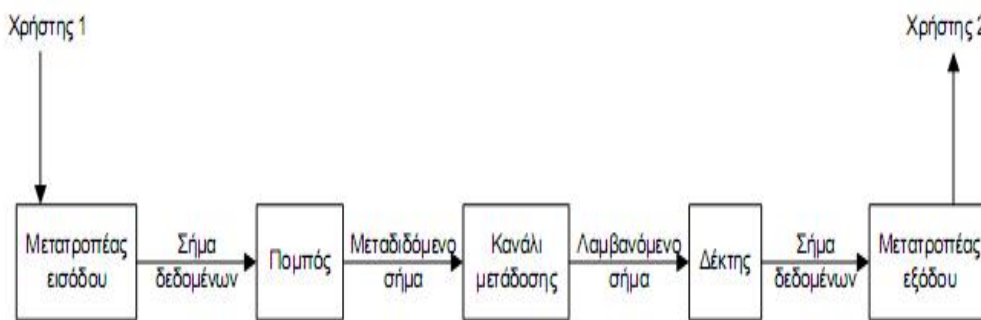 Χρήστης 1
Χρήστης 2
Μετατροπέας
εισόδου
Σήμα
δεδομένων
Πομπός
Μεταδιδόμενο
σήμα
Κανάλι
μετάδοσης
Λαμβανόμενο
σήμα
Δέκτης
Σήμα
δεδομένων
Μετατροπέας
εξόδου